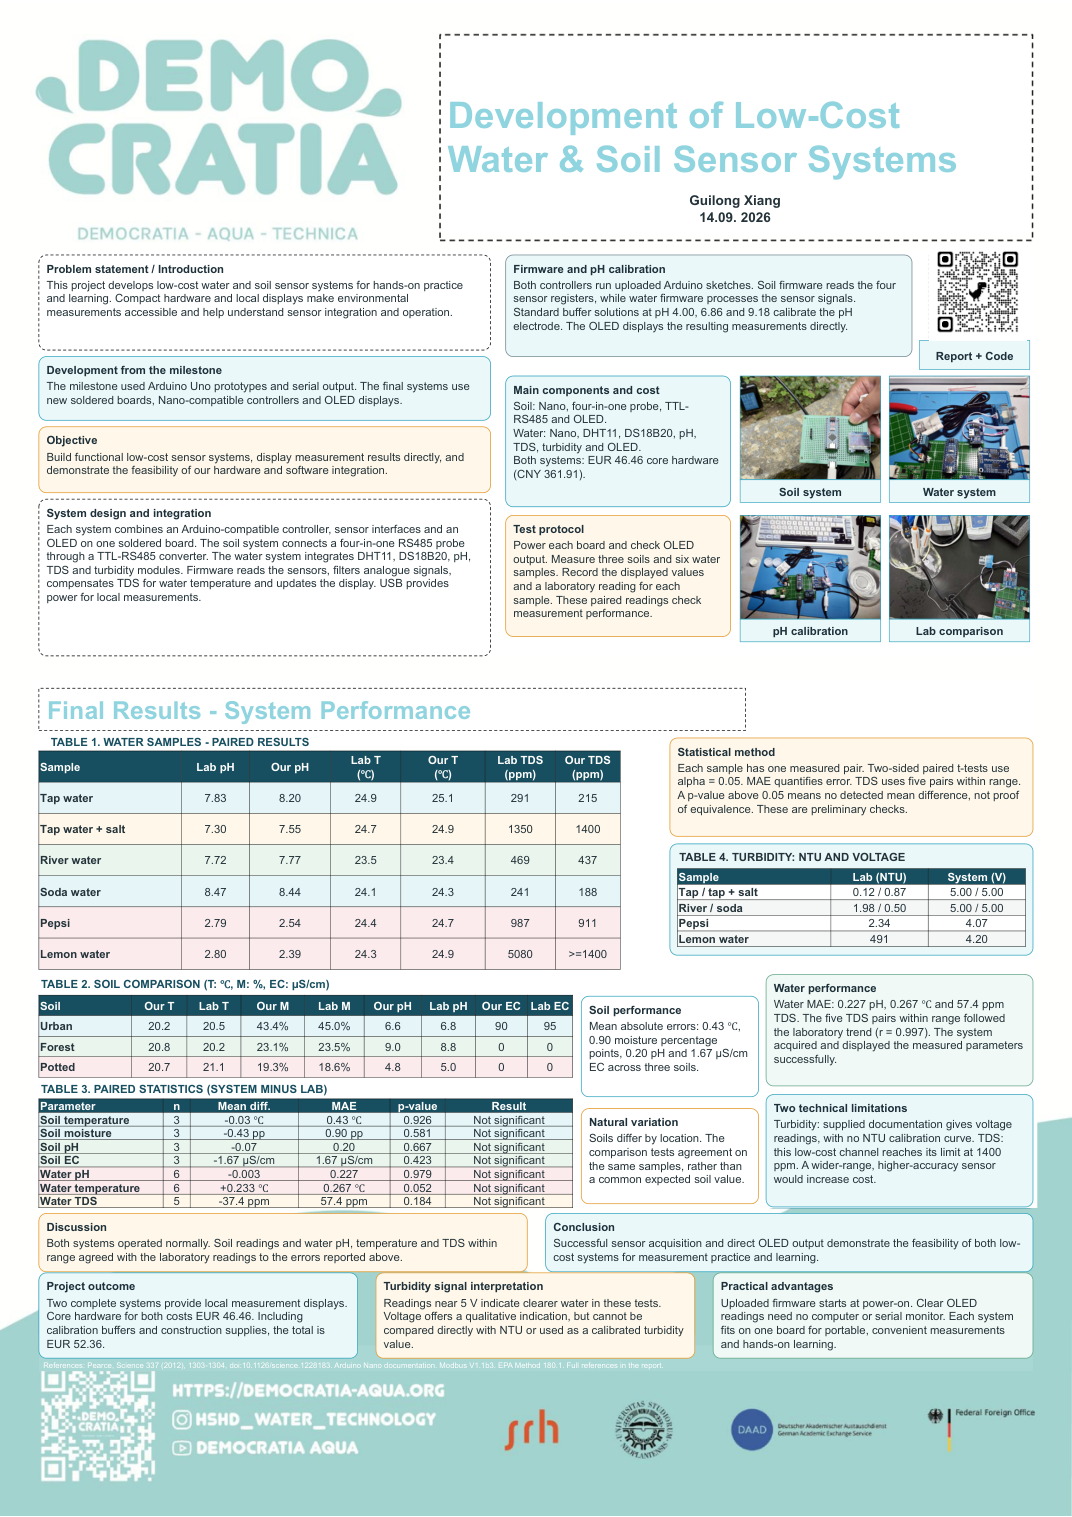 DEMO
CRATIA
DEMOCRATIA - AQUA - TECHNICA
Development of Low-Cost
Water & Soil Sensor Systems
Guilong Xiang
14.09. 2026
Problem statement / Introduction
This project develops low-cost water and soil sensor systems for hands-on practice
and learning. Compact hardware and local displays make environmental
measurements accessible and help understand sensor integration and operation.
Development from the milestone
The milestone used Arduino Uno prototypes and serial output. The final systems use
new soldered boards, Nano-compatible controllers and OLED displays.
Objective
Build functional low-cost sensor systems, display measurement results directly, and
demonstrate the feasibility of our hardware and software integration.
System design and integration
Each system combines an Arduino-compatible controller, sensor interfaces and an
OLED on one soldered board. The soil system connects a four-in-one RS485 probe
through a TTL-RS485 converter. The water system integrates DHT11, DS18B20, pH,
TDS and turbidity modules. Firmware reads the sensors, filters analogue signals,
compensates TDS for water temperature and updates the display. USB provides
power for local measurements.
Firmware and pH calibration
Both controllers run uploaded Arduino sketches. Soil firmware reads the four
sensor registers, while water firmware processes the sensor signals.
Standard buffer solutions at pH 4.00, 6.86 and 9.18 calibrate the pH
electrode. The OLED displays the resulting measurements directly.
Report + Code
Main components and cost
Soil: Nano, four-in-one probe, TTL-
RS485 and OLED.
Water: Nano, DHT11, DS18B20, pH,
TDS, turbidity and OLED.
Both systems: EUR 46.46 core hardware
(CNY 361.91).
Soil system
Water system
Test protocol
Power each board and check OLED
output. Measure three soils and six water
samples. Record the displayed values
and a laboratory reading for each
sample. These paired readings check
measurement performance.
pH calibration
Lab comparison
Final Results - System Performance
TABLE 1. WATER SAMPLES - PAIRED RESULTS
Sample Lab pH Our pH Lab T (℃) Our T (℃) Lab TDS (ppm) Our TDS (ppm)
Tap water 7.83 8.20 24.9 25.1 291 215
Tap water + salt 7.30 7.55 24.7 24.9 1350 1400
River water 7.72 7.77 23.5 23.4 469 437
Soda water 8.47 8.44 24.1 24.3 241 188
Pepsi 2.79 2.54 24.4 24.7 987 911
Lemon water 2.80 2.39 24.3 24.9 5080 >=1400
Statistical method
Each sample has one measured pair. Two-sided paired t-tests use
alpha = 0.05. MAE quantifies error. TDS uses five pairs within range.
A p-value above 0.05 means no detected mean difference, not proof
of equivalence. These are preliminary checks.
TABLE 4. TURBIDITY: NTU AND VOLTAGE
Sample Lab (NTU) System (V)
Tap / tap + salt 0.12 / 0.87 5.00 / 5.00
River / soda 1.98 / 0.50 5.00 / 5.00
Pepsi 2.34 4.07
Lemon water 491 4.20
TABLE 2. SOIL COMPARISON (T: ℃, M: %, EC: µS/cm)
Soil Our T Lab T Our M Lab M Our pH Lab pH Our EC Lab EC
Urban 20.2 20.5 43.4% 45.0% 6.6 6.8 90 95
Forest 20.8 20.2 23.1% 23.5% 9.0 8.8 0 0
Potted 20.7 21.1 19.3% 18.6% 4.8 5.0 0 0
TABLE 3. PAIRED STATISTICS (SYSTEM MINUS LAB)
Parameter n Mean diff. MAE p-value Result
Soil temperature 3 -0.03 ℃ 0.43 ℃ 0.926 Not significant
Soil moisture 3 -0.43 pp 0.90 pp 0.581 Not significant
Soil pH 3 -0.07 0.20 0.667 Not significant
Soil EC 3 -1.67 µS/cm 1.67 µS/cm 0.423 Not significant
Water pH 6 -0.003 0.227 0.979 Not significant
Water temperature 6 +0.233 ℃ 0.267 ℃ 0.052 Not significant
Water TDS 5 -37.4 ppm 57.4 ppm 0.184 Not significant
Soil performance
Mean absolute errors: 0.43 ℃,
0.90 moisture percentage
points, 0.20 pH and 1.67 µS/cm
EC across three soils.
Natural variation
Soils differ by location. The
comparison tests agreement on
the same samples, rather than
a common expected soil value.
Water performance
Water MAE: 0.227 pH, 0.267 ℃ and 57.4 ppm
TDS. The five TDS pairs within range followed
the laboratory trend (r = 0.997). The system
acquired and displayed the measured parameters
successfully.
Two technical limitations
Turbidity: supplied documentation gives voltage
readings, with no NTU calibration curve. TDS:
this low-cost channel reaches its limit at 1400
ppm. A wider-range, higher-accuracy sensor
would increase cost.
Discussion
Both systems operated normally. Soil readings and water pH, temperature and TDS within
range agreed with the laboratory readings to the errors reported above.
Conclusion
Successful sensor acquisition and direct OLED output demonstrate the feasibility of both low-
cost systems for measurement practice and learning.
Project outcome
Two complete systems provide local measurement displays.
Core hardware for both costs EUR 46.46. Including
calibration buffers and construction supplies, the total is
EUR 52.36.
Turbidity signal interpretation
Readings near 5 V indicate clearer water in these tests.
Voltage offers a qualitative indication, but cannot be
compared directly with NTU or used as a calibrated turbidity
value.
Practical advantages
Uploaded firmware starts at power-on. Clear OLED
readings need no computer or serial monitor. Each system
fits on one board for portable, convenient measurements
and hands-on learning.
References: Pearce, Science 337 (2012), 1303-1304. doi:10.1126/science.1228183. Arduino Nano documentation. Modbus V1.1b3. EPA Method 180.1. Full references in the report.
DEMO
CRATIA
HTTPS://DEMOCRATIA-AQUA.ORG
HSHD_WATER_TECHNOLOGY
DEMOCRATIA AQUA
srh
DAAD
Deutscher Akademischer Austauschdienst
German Academic Exchange Service
Federal Foreign Office